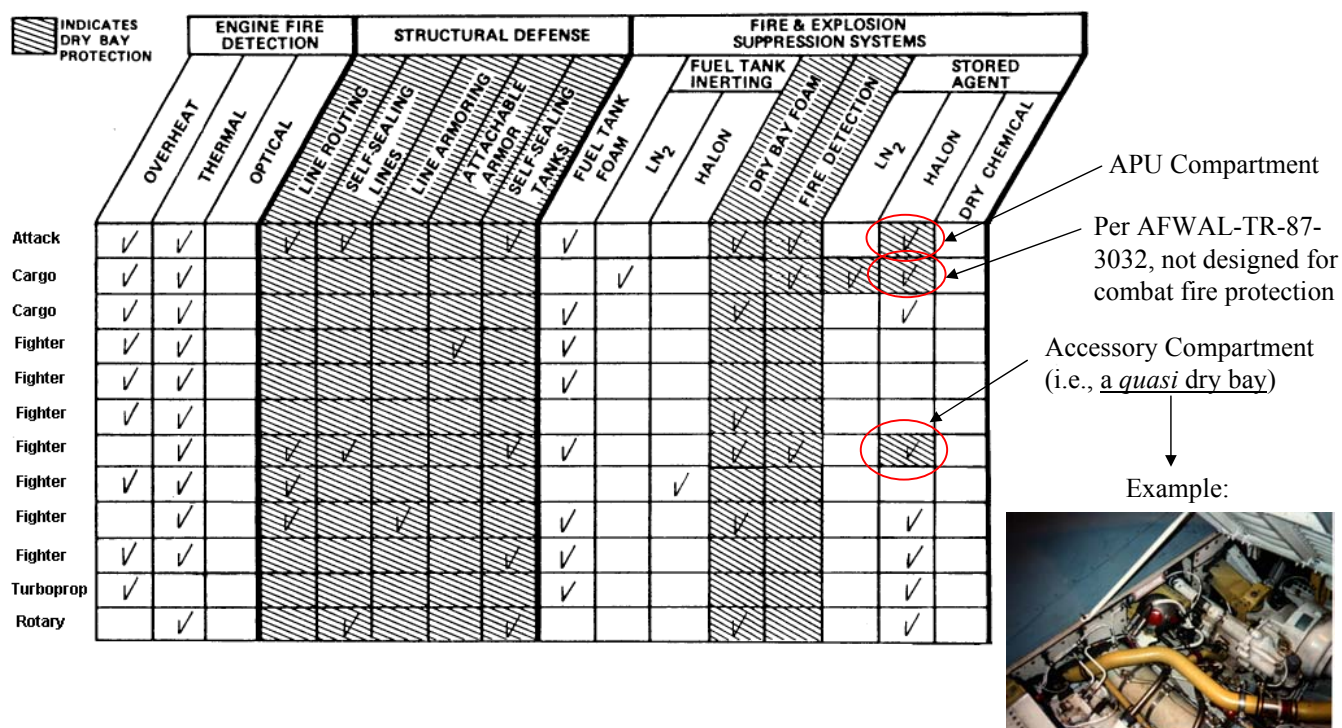 INDICATES
DRY BAY
PROTECTION
ENGINE FIRE
DETECTION
STRUCTURAL DEFENSE
FIRE & EXPLOSION
SUPPRESSION SYSTEMS
FUEL TANK
INERTING
STORED
AGENT
OVERHEAT
THERMAL
OPTICAL
LINE ROUTING
SELF-SEALING
LINES
LINE ARMORING
ATTACHABLE
ARMOR
SELF-SEALING
TANKS
FUEL TANK
FOAM
LN2
HALON
DRY BAY FOAM
FIRE DETECTION
LN2
HALON
DRY CHEMICAL
Attack ✓ ✓ ✓ ✓ ✓ ✓ ✓ ✓ ✓
Cargo ✓ ✓ ✓ ✓ ✓ ✓
Cargo ✓ ✓ ✓ ✓ ✓
Fighter ✓ ✓ ✓ ✓
Fighter ✓ ✓ ✓
Fighter ✓ ✓ ✓
Fighter ✓ ✓ ✓ ✓ ✓ ✓ ✓ ✓
Fighter ✓ ✓ ✓ ✓
Fighter ✓ ✓ ✓ ✓ ✓ ✓
Fighter ✓ ✓ ✓ ✓ ✓
Turboprop ✓ ✓ ✓
Rotary ✓ ✓ ✓ ✓ ✓
APU Compartment
Per AFWAL-TR-87-
3032, not designed for
combat fire protection
Accessory Compartment
(i.e., a quasi dry bay)
Example: